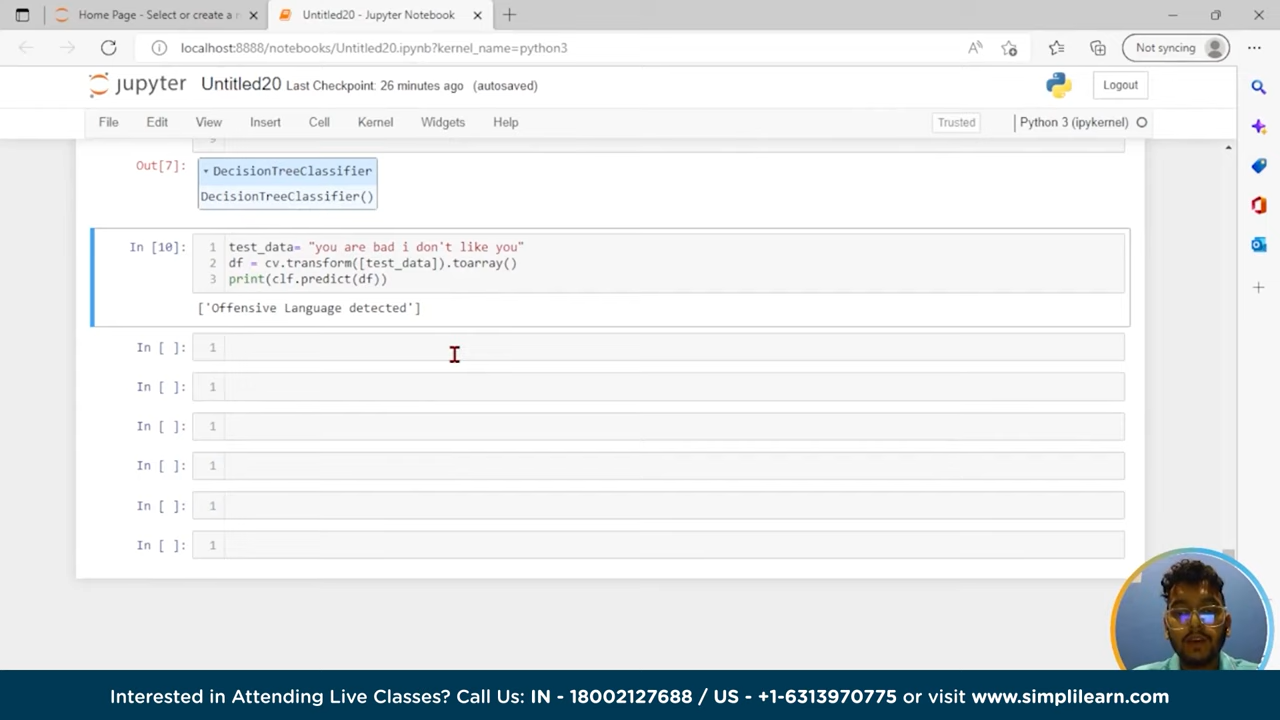 Home Page - Select or create a n
Untitled20 - Jupyter Notebook
localhost:8888/notebooks/Untitled20.ipynb?kernel_name=python3
Not syncing
jupyter Untitled20 Last Checkpoint: 26 minutes ago (autosaved)
Logout
File Edit View Insert Cell Kernel Widgets Help
Trusted
Python 3 (ipykernel)
Out[7]:
DecisionTreeClassifier
DecisionTreeClassifier()
In [10]:
1 test_data= "you are bad i don't like you"
2 df = cv.transform([test_data]).toarray()
3 print(clf.predict(df))
['Offensive Language detected']
In [ ]: 1
In [ ]: 1
In [ ]: 1
In [ ]: 1
In [ ]: 1
In [ ]: 1
Interested in Attending Live Classes? Call Us: IN - 18002127688 / US - +1-6313970775 or visit www.simplilearn.com